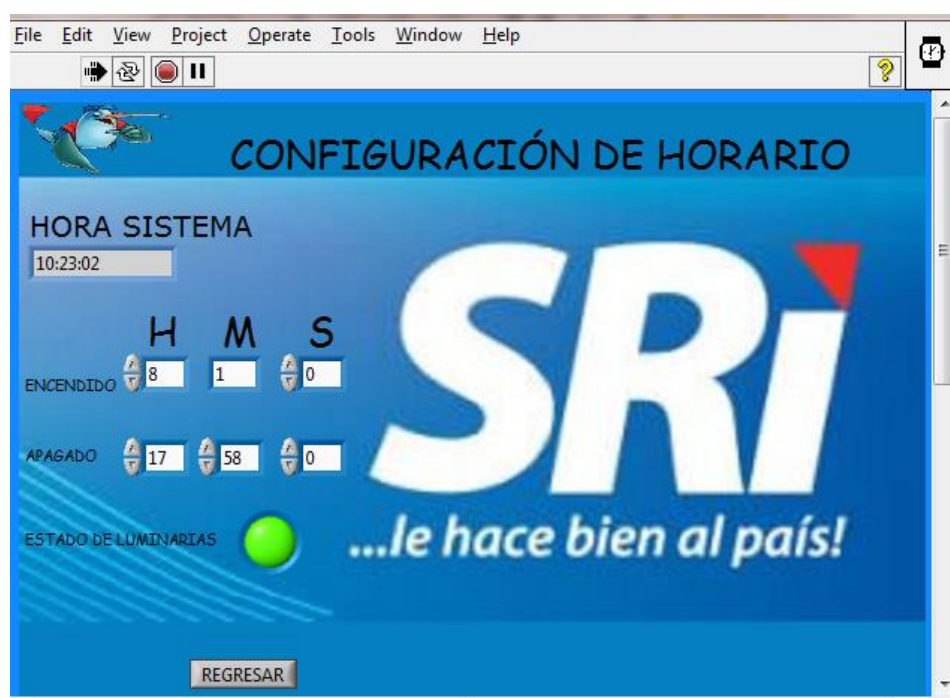 File Edit View Project Operate Tools Window Help
CONFIGURACIÓN DE HORARIO
HORA SISTEMA
10:23:02
H M S
ENCENDIDO 8 1 0
APAGADO 17 58 0
ESTADO DE LUMINARIAS
SRi
...le hace bien al país!
REGRESAR